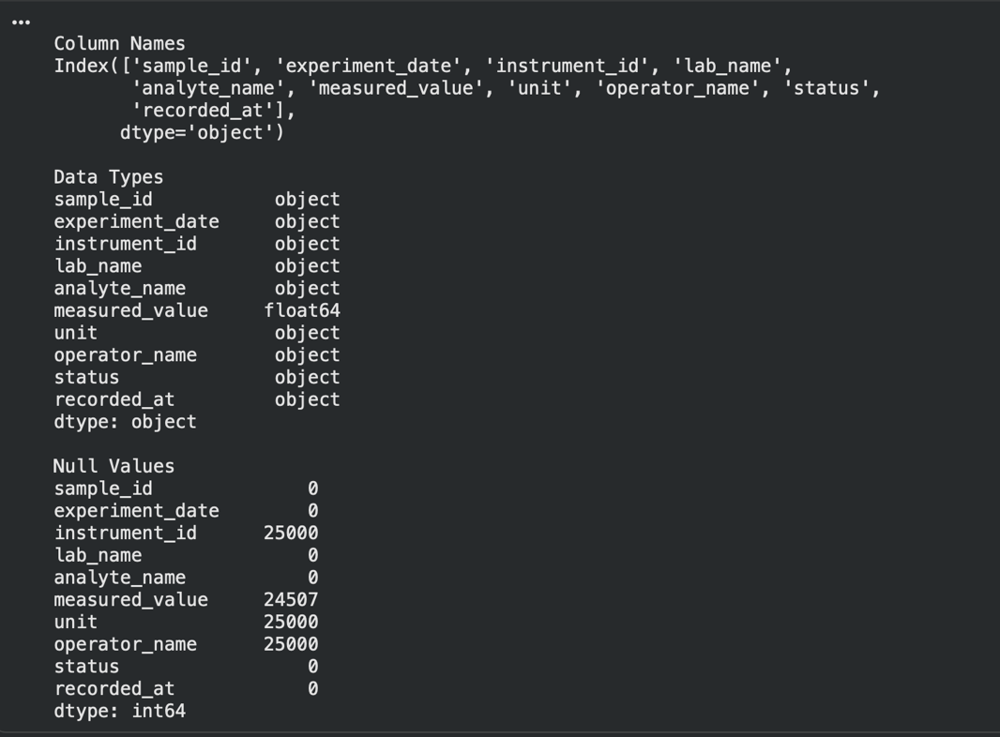 ...
Column Names
Index(['sample_id', 'experiment_date', 'instrument_id', 'lab_name',
       'analyte_name', 'measured_value', 'unit', 'operator_name', 'status',
       'recorded_at'],
      dtype='object')

Data Types
sample_id           object
experiment_date     object
instrument_id       object
lab_name            object
analyte_name        object
measured_value     float64
unit                object
operator_name       object
status              object
recorded_at         object
dtype: object

Null Values
sample_id              0
experiment_date        0
instrument_id      25000
lab_name               0
analyte_name           0
measured_value     24507
unit               25000
operator_name      25000
status                 0
recorded_at            0
dtype: int64